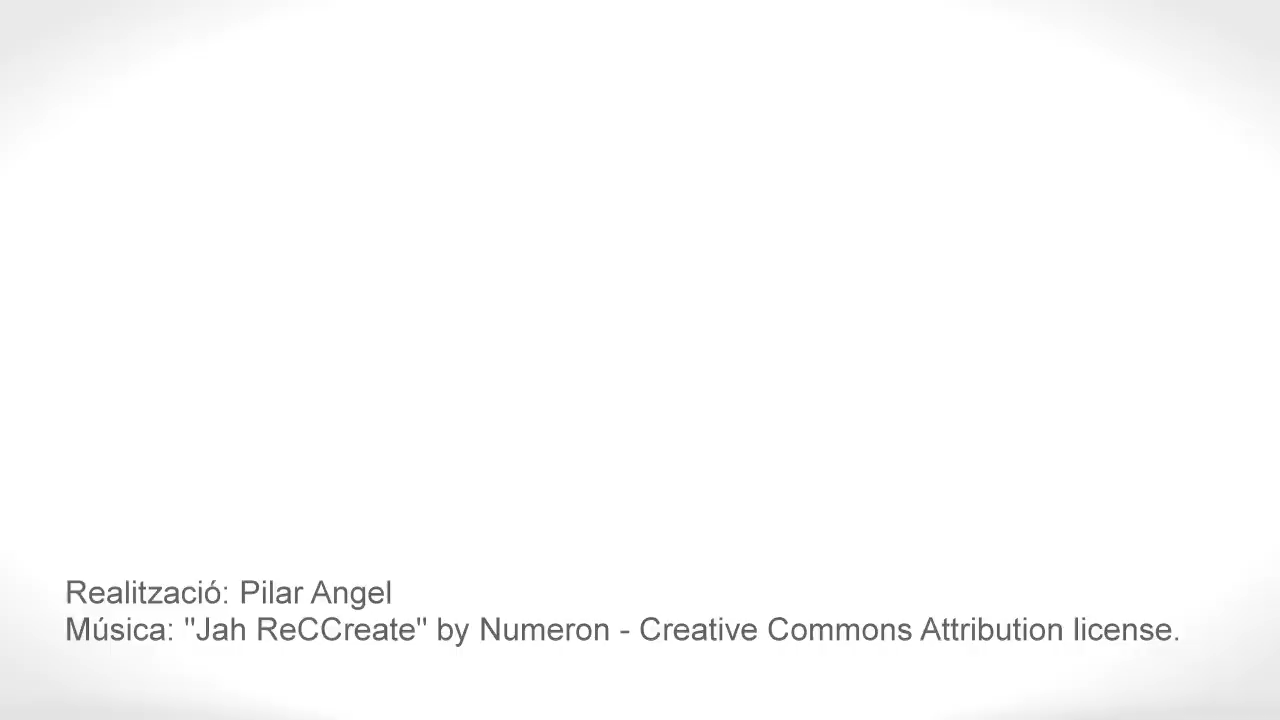 Realització: Pilar Angel
Música: "Jah ReCCreate" by Numeron - Creative Commons Attribution license.